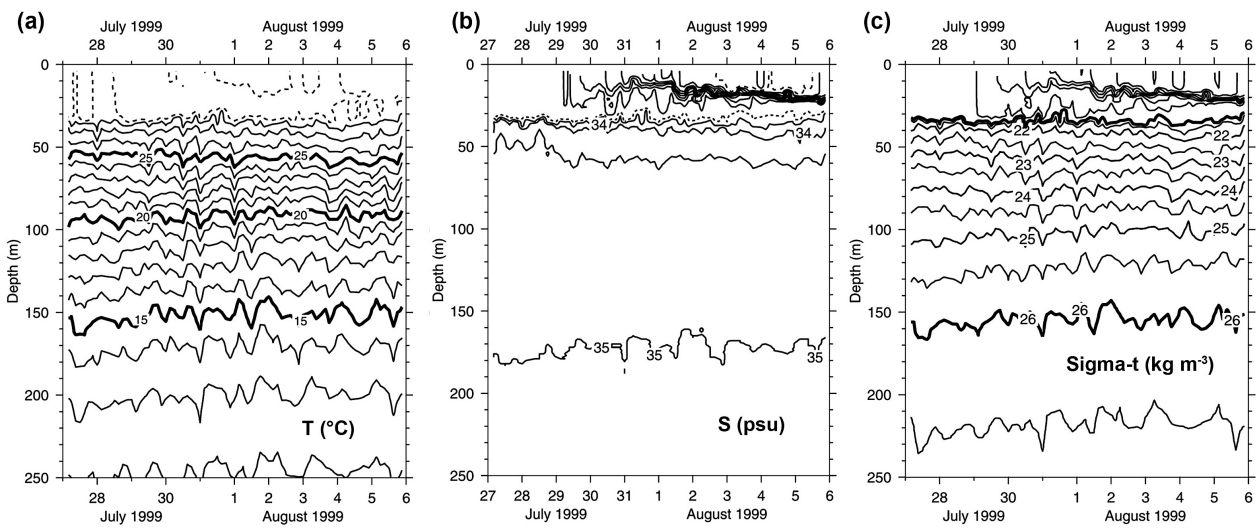 (a)
July 1999 August 1999
28 30 1 2 3 4 5 6
0
50
100
150
200
250
Depth (m)
25 25
20 20
15 15
T (°C)
28 30 1 2 3 4 5 6
July 1999 August 1999
(b)
July 1999 August 1999
27 28 29 30 31 1 2 3 4 5 6
0
50
100
150
200
250
Depth (m)
34 34
35 35 35
S (psu)
27 28 29 30 31 1 2 3 4 5 6
July 1999 August 1999
(c)
July 1999 August 1999
28 30 1 2 3 4 5 6
0
50
100
150
200
250
Depth (m)
22 22
23 23
24 24
25 25
26 26 26
Sigma-t (kg m⁻³)
28 30 1 2 3 4 5 6
July 1999 August 1999